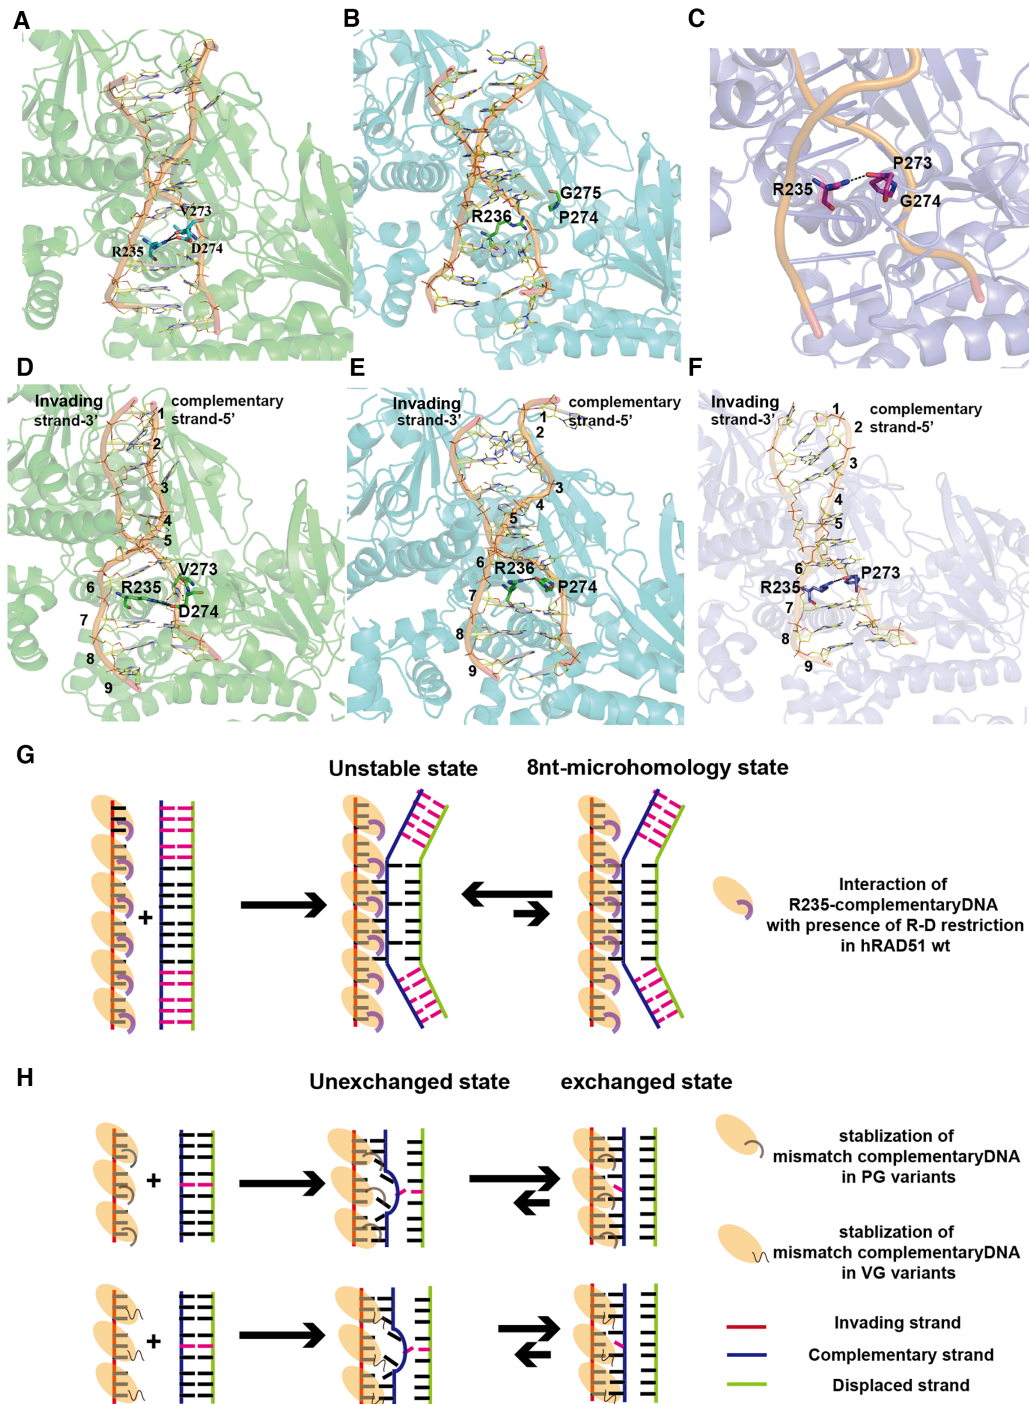 A
V273
R235
D274
B
G275
R236
P274
C
P273
R235
G274
D
Invading
strand-3'
complementary
strand-5'
1
2
3
4
5
V273
6
R235
D274
7
8
9
E
Invading
strand-3'
complementary
strand-5'
1
2
3
4
5
6
R236
P274
7
8
9
F
Invading
strand-3'
complementary
strand-5'
1
2
3
4
5
6
P273
R235
7
8
9
G
Unstable state
8nt-microhomology state
+
Interaction of
R235-complementaryDNA
with presence of R-D restriction
in hRAD51 wt
H
Unexchanged state
exchanged state
+
stablization of
mismatch complementaryDNA
in PG variants
+
stablization of
mismatch complementaryDNA
in VG variants
Invading strand
Complementary strand
Displaced strand